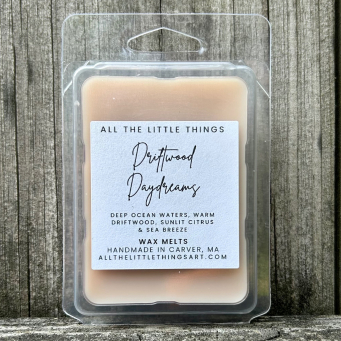 ALL THE LITTLE THINGS
Driftwood
Daydreams
DEEP OCEAN WATERS, WARM
DRIFTWOOD, SUNLIT CITRUS
& SEA BREEZE
WAX MELTS
HANDMADE IN CARVER, MA
ALLTHELITTLETHINGSART.COM